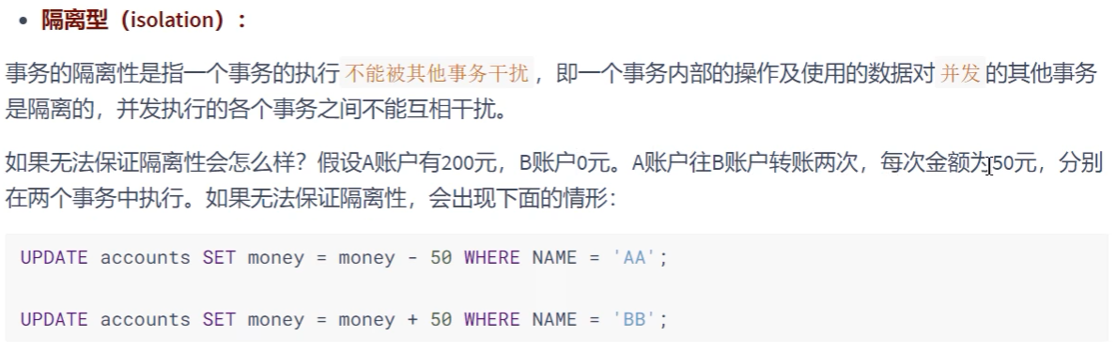 • 隔离型（isolation）：
事务的隔离性是指一个事务的执行 不能被其他事务干扰 ，即一个事务内部的操作及使用的数据对 并发 的其他事务
是隔离的，并发执行的各个事务之间不能互相干扰。
如果无法保证隔离性会怎么样？假设A账户有200元，B账户0元。A账户往B账户转账两次，每次金额为50元，分别
在两个事务中执行。如果无法保证隔离性，会出现下面的情形：
UPDATE accounts SET money = money - 50 WHERE NAME = 'AA';
UPDATE accounts SET money = money + 50 WHERE NAME = 'BB';